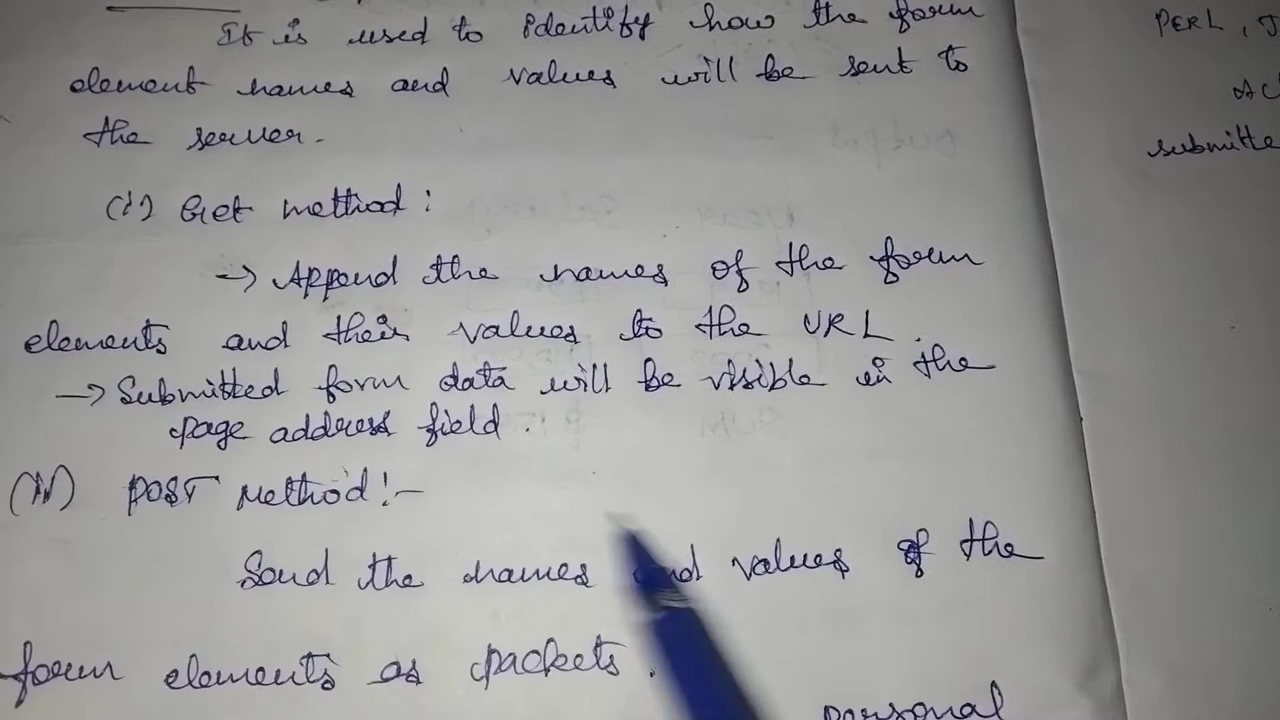 It is used to identify how the form
element names and values will be sent to
the server.
(i) Get method :
→ Append the names of the form
elements and their values to the URL.
→ Submitted form data will be visible in the
page address field.
(ii) POST Method !-
Send the names and values of the
form elements as packets.
personal
PERL, J
submitte